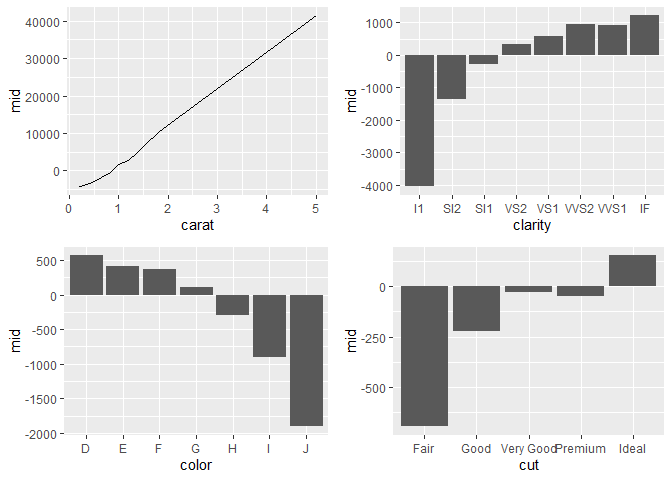 40000
30000
20000
10000
0
mid
0 1 2 3 4 5
carat
1000
0
-1000
-2000
-3000
-4000
mid
I1 SI2 SI1 VS2 VS1 VVS2 VVS1 IF
clarity
500
0
-500
-1000
-1500
-2000
mid
D E F G H I J
color
0
-250
-500
mid
Fair Good Very Good Premium Ideal
cut